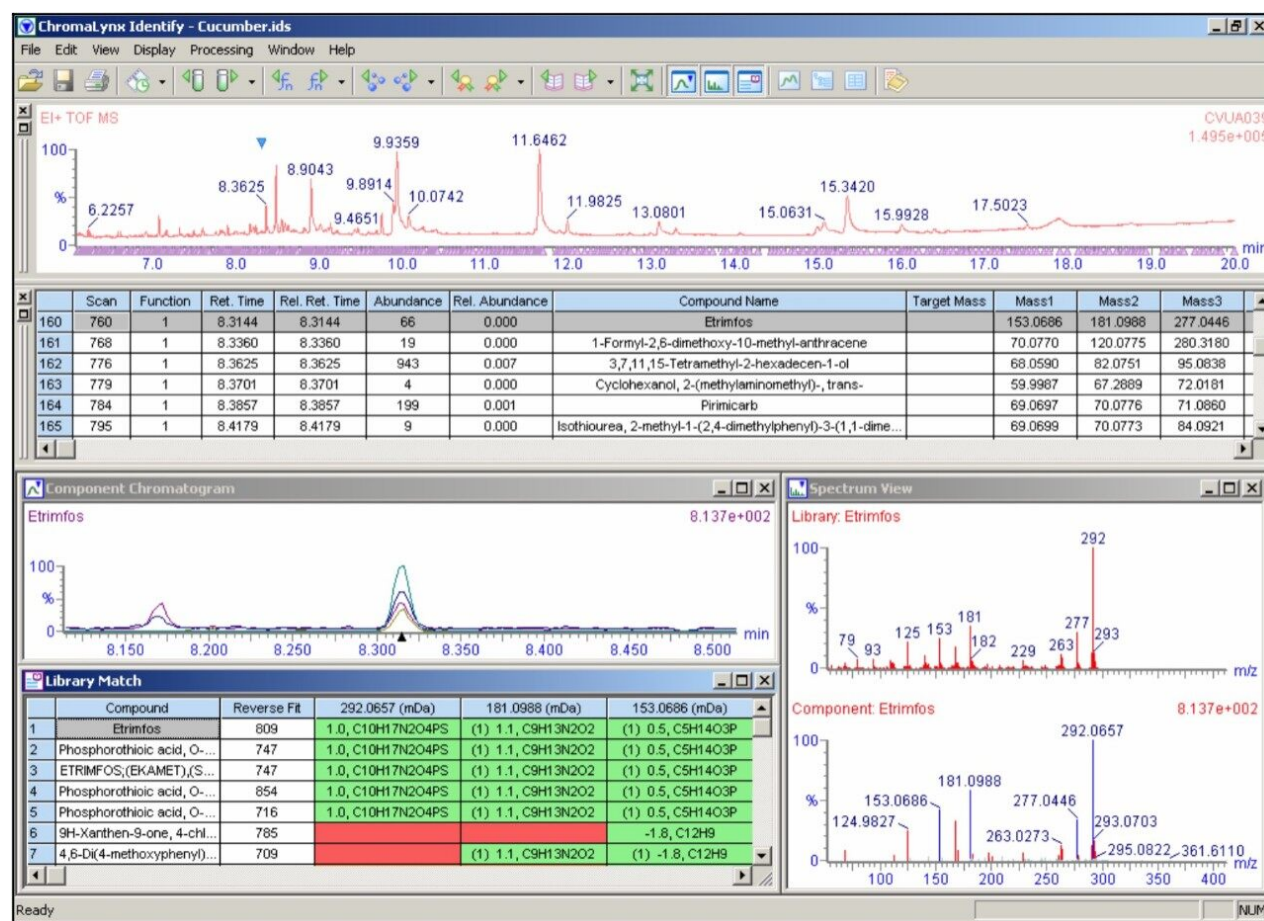 ChromaLynx Identify - Cucumber.ids
File Edit View Display Processing Window Help
EI+ TOF MS
CVUA039
1.495e+005
100
%
0
6.2257
8.3625
8.9043
9.4651
9.8914
9.9359
10.0742
11.6462
11.9825
13.0801
15.0631
15.3420
15.9928
17.5023
7.0 8.0 9.0 10.0 11.0 12.0 13.0 14.0 15.0 16.0 17.0 18.0 19.0 20.0 min
Scan Function Ret. Time Rel. Ret. Time Abundance Rel. Abundance Compound Name Target Mass Mass1 Mass2 Mass3
160 760 1 8.3144 8.3144 66 0.000 Etrimfos 153.0686 181.0988 277.0446
161 768 1 8.3360 8.3360 19 0.000 1-Formyl-2,6-dimethoxy-10-methyl-anthracene 70.0770 120.0775 280.3180
162 776 1 8.3625 8.3625 943 0.007 3,7,11,15-Tetramethyl-2-hexadecen-1-ol 68.0590 82.0751 95.0838
163 779 1 8.3701 8.3701 4 0.000 Cyclohexanol, 2-(methylaminomethyl)-, trans- 59.9987 67.2889 72.0181
164 784 1 8.3857 8.3857 199 0.001 Pirimicarb 69.0697 70.0776 71.0860
165 795 1 8.4179 8.4179 9 0.000 Isothiourea, 2-methyl-1-(2,4-dimethylphenyl)-3-(1,1-dime... 69.0699 70.0773 84.0921
Component Chromatogram
Etrimfos
8.137e+002
100
%
0
8.150 8.200 8.250 8.300 8.350 8.400 8.450 8.500 min
Library Match
Compound Reverse Fit 292.0657 (mDa) 181.0988 (mDa) 153.0686 (mDa)
1 Etrimfos 809 1.0, C10H17N2O4PS (1) 1.1, C9H13N2O2 (1) 0.5, C5H14O3P
2 Phosphorothioic acid, O-... 747 1.0, C10H17N2O4PS (1) 1.1, C9H13N2O2 (1) 0.5, C5H14O3P
3 ETRIMFOS;(EKAMET),(S... 747 1.0, C10H17N2O4PS (1) 1.1, C9H13N2O2 (1) 0.5, C5H14O3P
4 Phosphorothioic acid, O-... 854 1.0, C10H17N2O4PS (1) 1.1, C9H13N2O2 (1) 0.5, C5H14O3P
5 Phosphorothioic acid, O-... 716 1.0, C10H17N2O4PS (1) 1.1, C9H13N2O2 (1) 0.5, C5H14O3P
6 9H-Xanthen-9-one, 4-chl... 785 -1.8, C12H9
7 4,6-Di(4-methoxyphenyl)... 709 (1) 1.1, C9H13N2O2 (1) -1.8, C12H9
Spectrum View
Library: Etrimfos
100
%
0
79
93
125
153
181
182
229
263
277
292
293
m/z
Component: Etrimfos
8.137e+002
100
%
0
124.9827
153.0686
181.0988
263.0273
277.0446
292.0657
293.0703
295.0822
361.6110
100 150 200 250 300 350 400 m/z
Ready
NUM